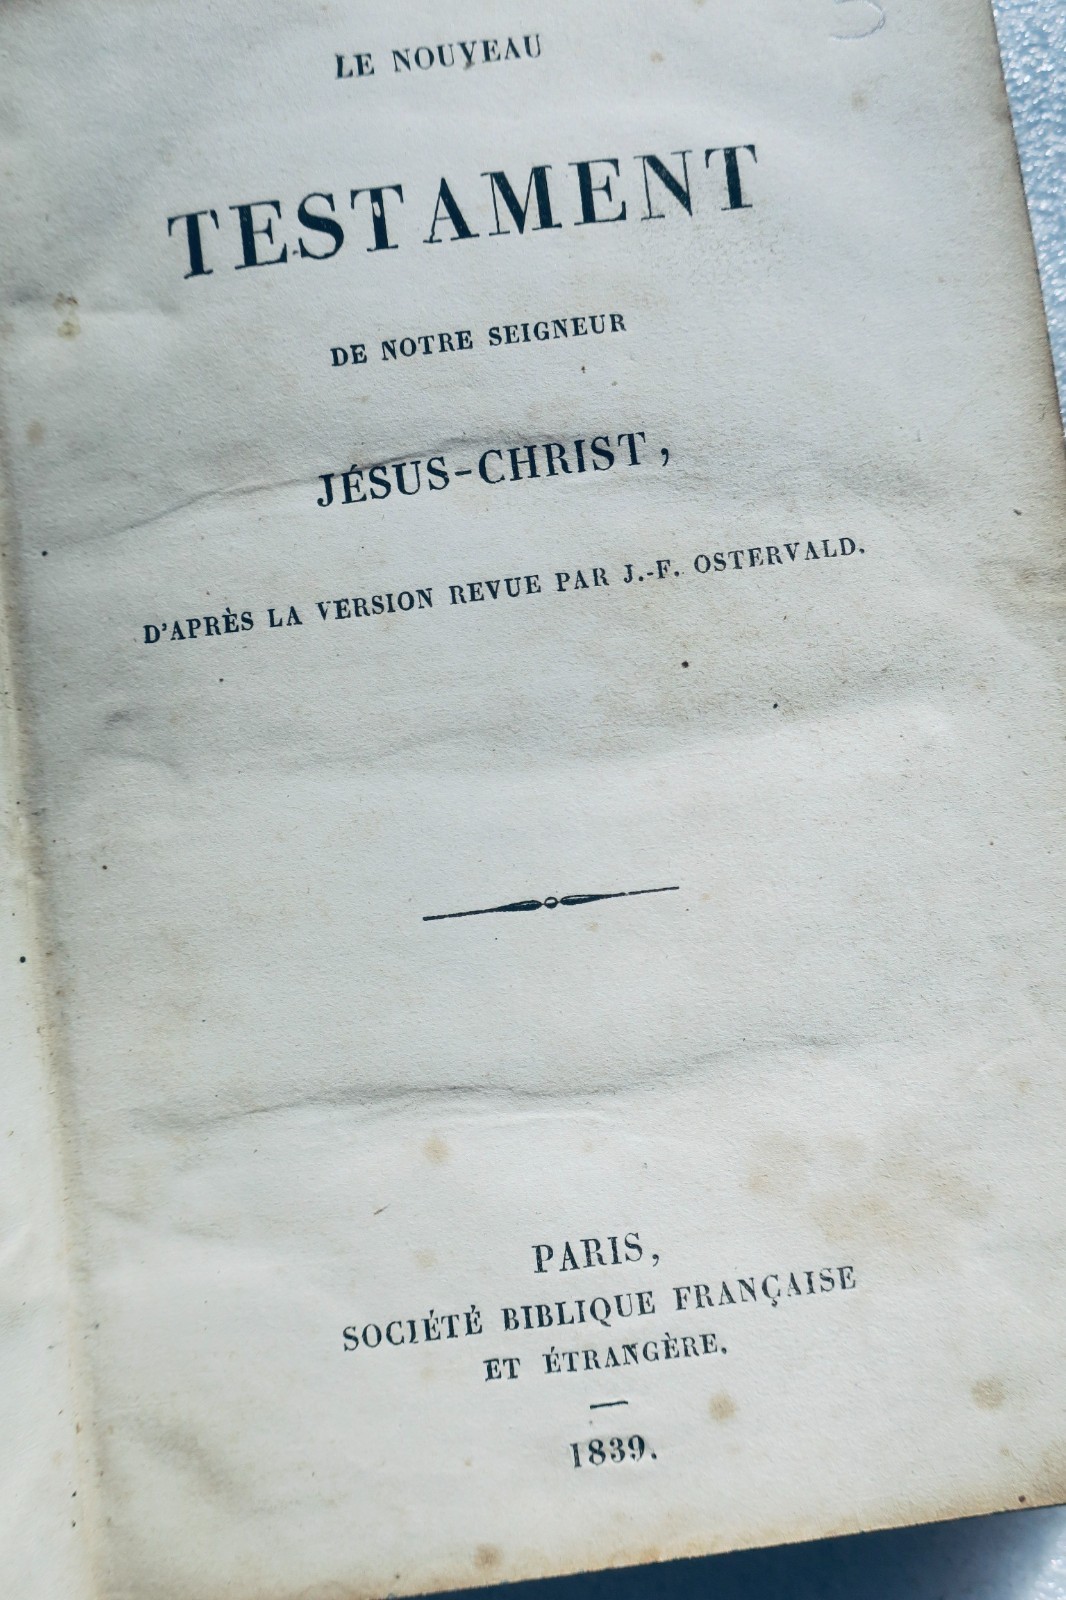 LE NOUVEAU
TESTAMENT
DE NOTRE SEIGNEUR
JÉSUS-CHRIST,
D'APRÈS LA VERSION REVUE PAR J.-F. OSTERVALD.
PARIS,
SOCIÉTÉ BIBLIQUE FRANÇAISE
ET ÉTRANGÈRE.
1839.